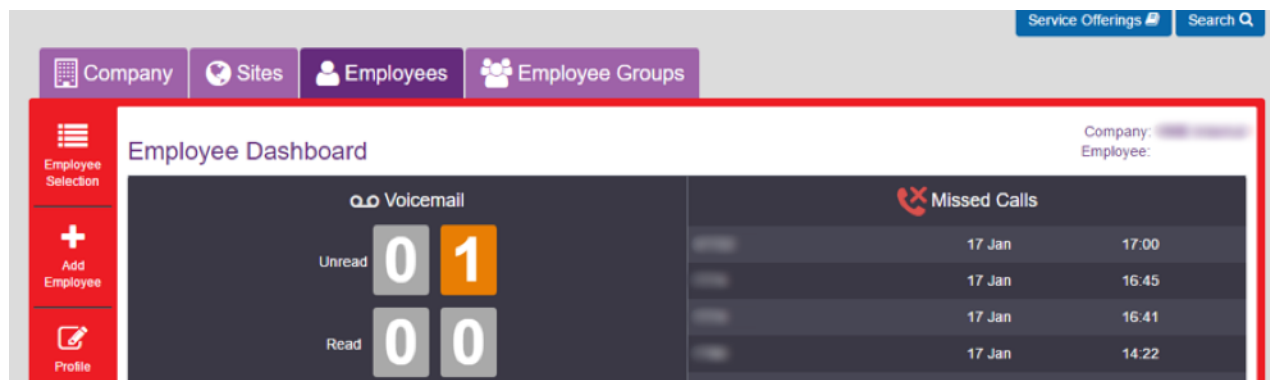 Service Offerings Search
Company Sites Employees Employee Groups
Employee Selection
Add Employee
Profile
Employee Dashboard
Company:
Employee:
Voicemail
Unread 0 1
Read 0 0
Missed Calls
17 Jan 17:00
17 Jan 16:45
17 Jan 16:41
17 Jan 14:22